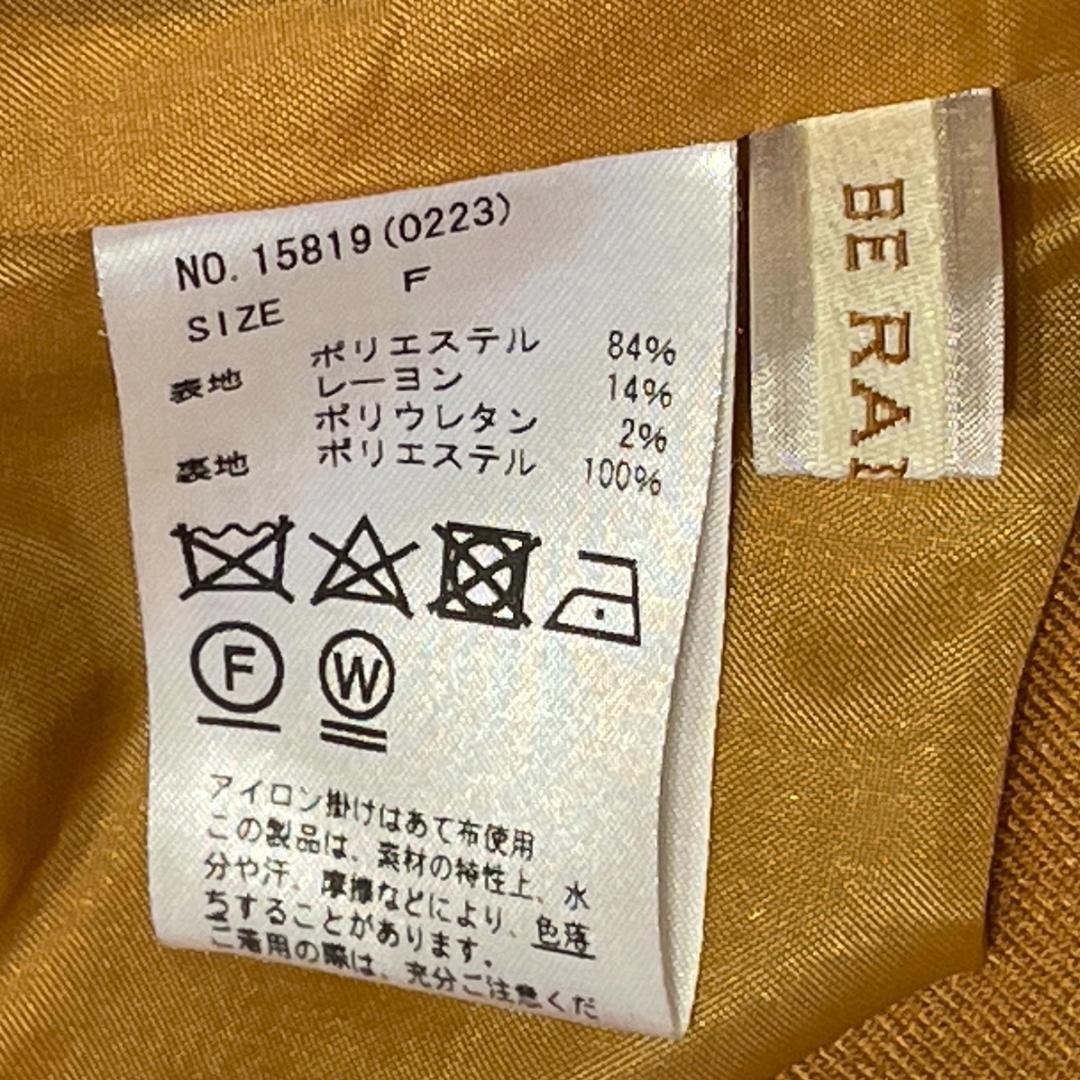 NO. 15819 (0223)
SIZE F
表地 ポリエステル 84%
レーヨン 14%
ポリウレタン 2%
裏地 ポリエステル 100%
F
W
アイロン掛けはあて布使用
この製品は、素材の特性上、水
分や汗、摩擦などにより、色落
ちすることがあります。
ご着用の際は、充分ご注意くだ
BE RA